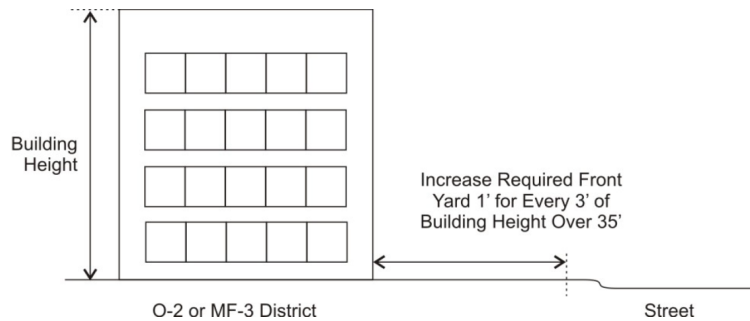 Building
Height
Increase Required Front
Yard 1’ for Every 3’ of
Building Height Over 35’
O-2 or MF-3 District
Street